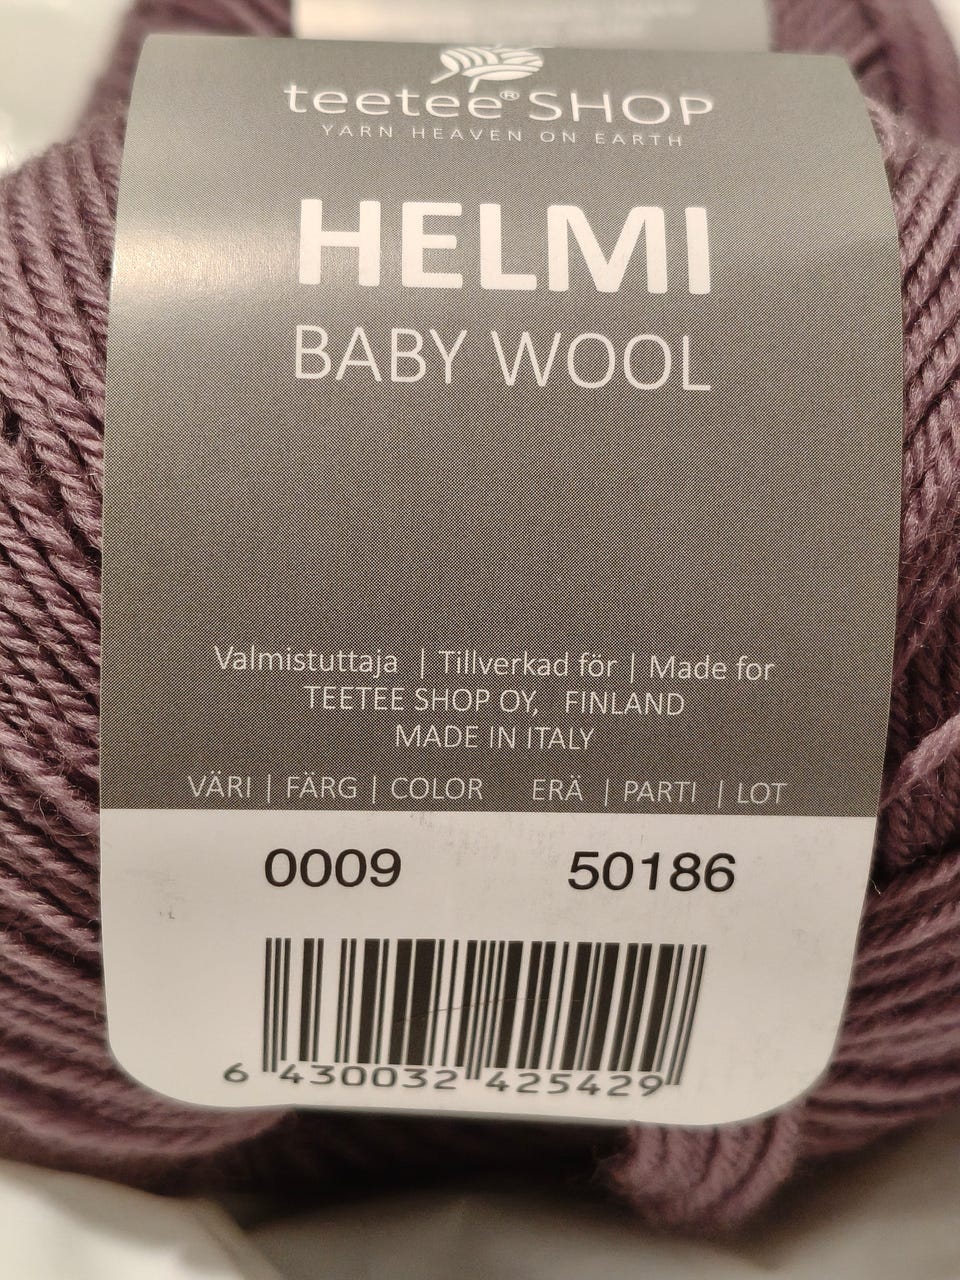 teetee® SHOP
YARN HEAVEN ON EARTH
HELMI
BABY WOOL
Valmistuttaja | Tillverkad för | Made for
TEETEE SHOP OY, FINLAND
MADE IN ITALY
VÄRI | FÄRG | COLOR ERÄ | PARTI | LOT
0009 50186
6 430032 425429